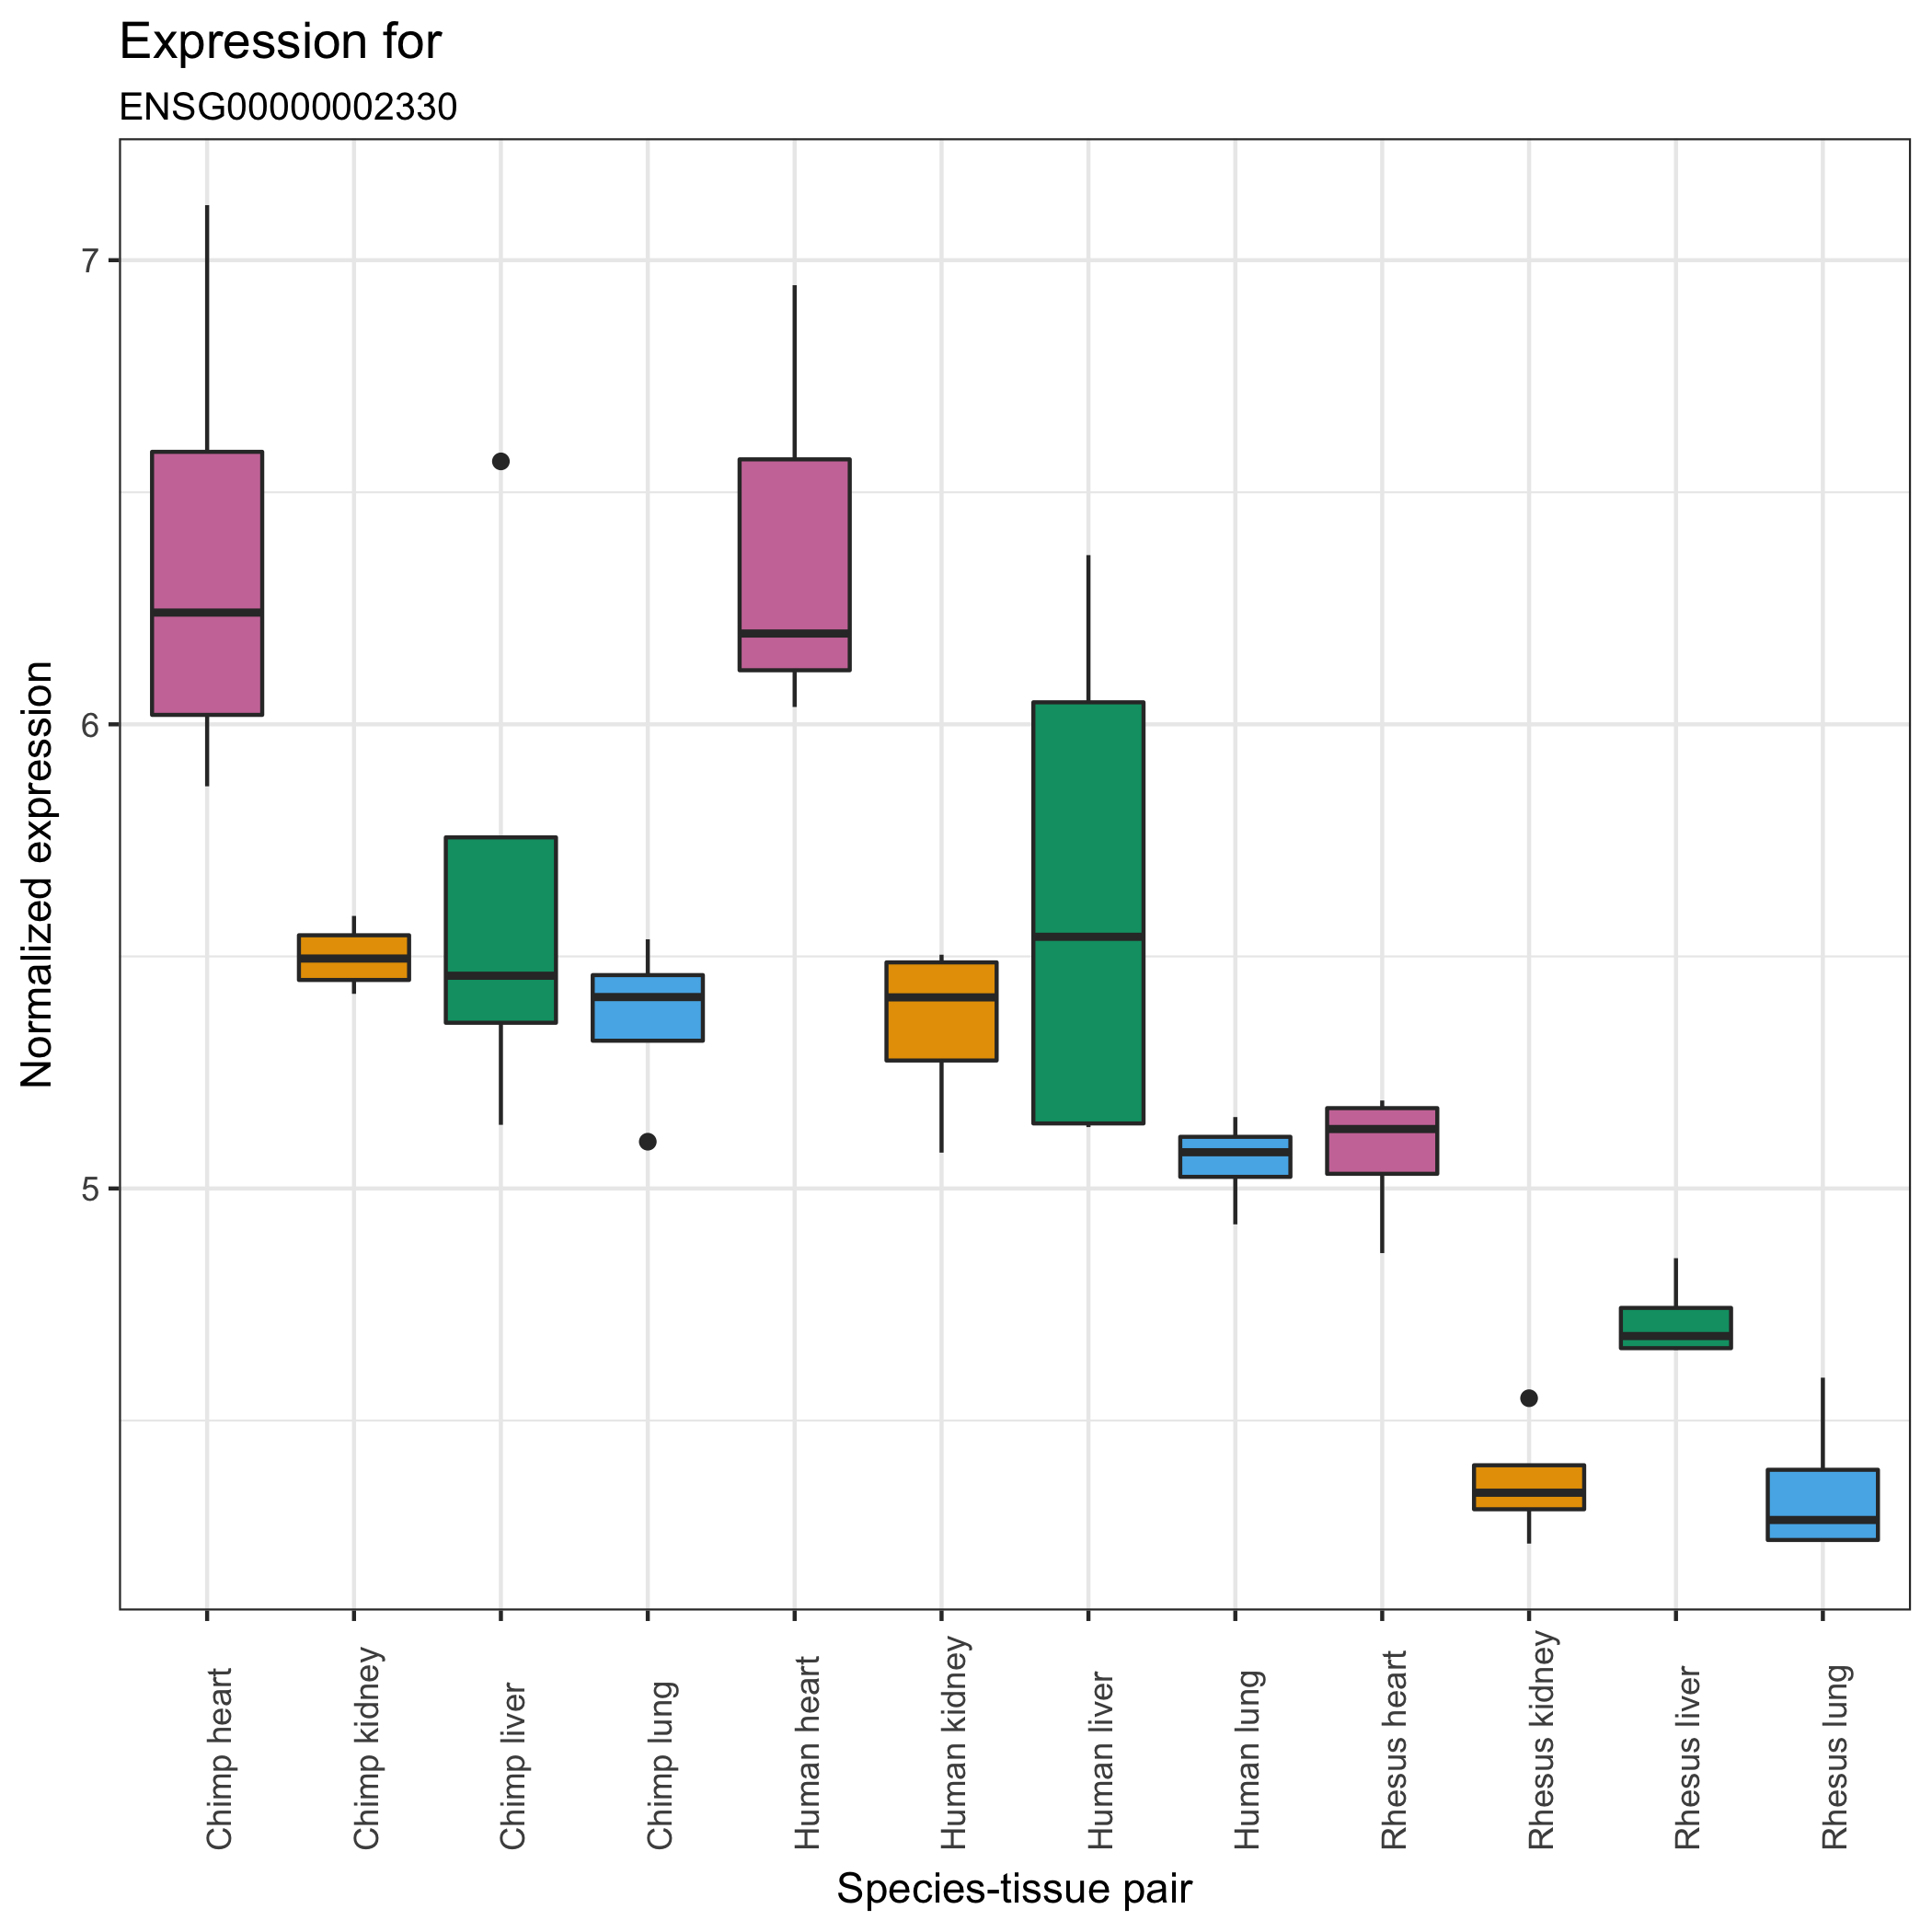 Expression for
ENSG00000002330
Normalized expression
7
6
5
Chimp heart
Chimp kidney
Chimp liver
Chimp lung
Human heart
Human kidney
Human liver
Human lung
Rhesus heart
Rhesus kidney
Rhesus liver
Rhesus lung
Species-tissue pair